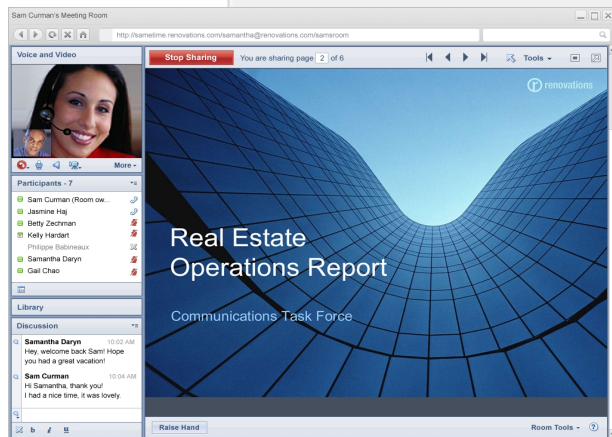 Sam Curman's Meeting Room
http://sametime.renovations.com/samantha@renovations.com/samsroom
Voice and Video
More
Participants - 7
Sam Curman (Room ow...
Jasmine Haj
Betty Zechman
Kelly Hardart
Philippe Babineaux
Samantha Daryn
Gail Chao
Library
Discussion
Samantha Daryn 10:02 AM
Hey, welcome back Sam! Hope
you had a great vacation!
Sam Curman 10:04 AM
Hi Samantha, thank you!
I had a nice time, it was lovely.
b i u
Stop Sharing You are sharing page 2 of 6 Tools
r renovations
Real Estate
Operations Report
Communications Task Force
Raise Hand Room Tools ?